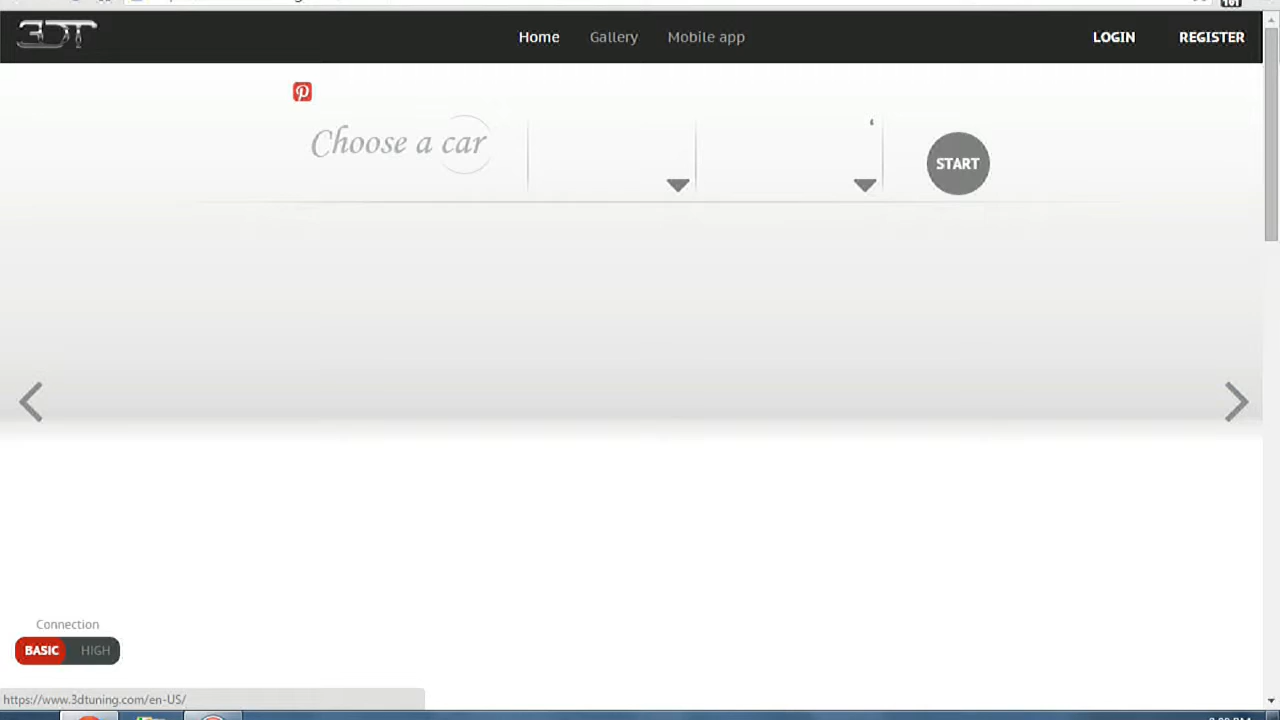 3DT
Home Gallery Mobile app
LOGIN REGISTER
Choose a car
START
Connection
BASIC HIGH
https://www.3dtuning.com/en-US/